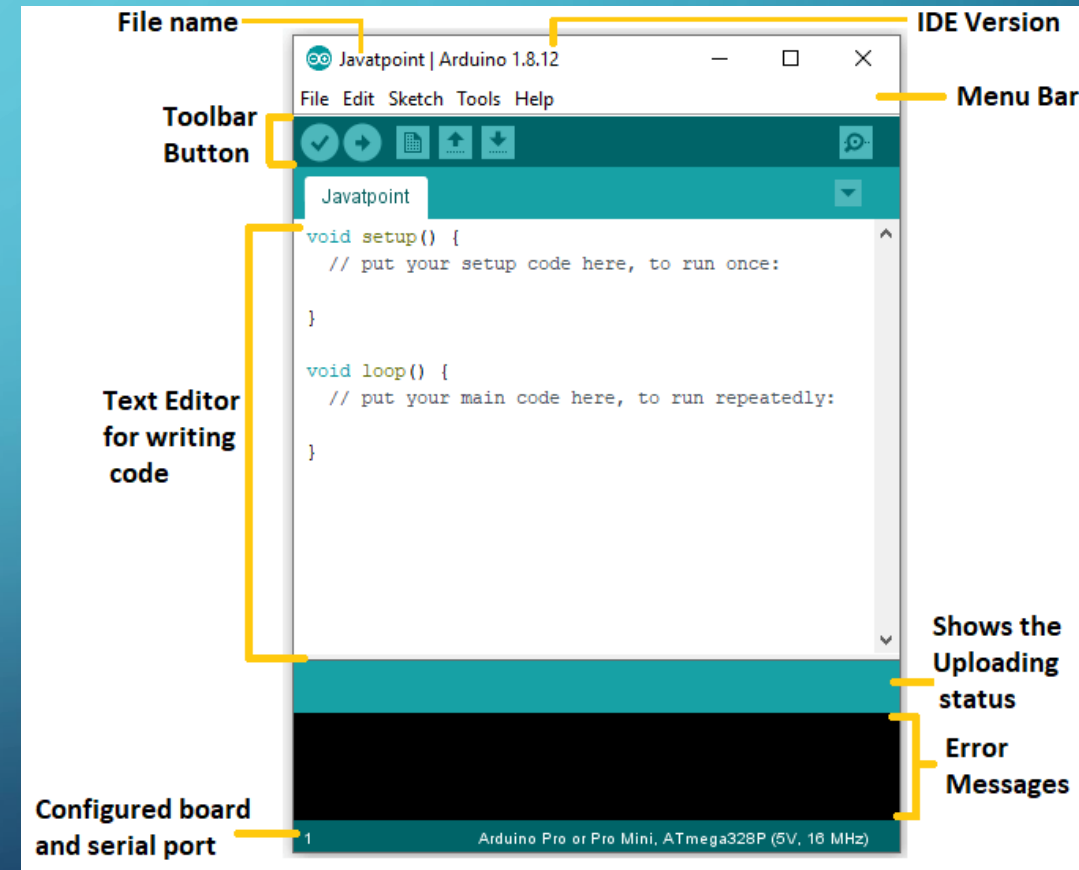 File name
IDE Version
Javatpoint | Arduino 1.8.12
File Edit Sketch Tools Help
Menu Bar
Toolbar
Button
Javatpoint
void setup() {
// put your setup code here, to run once:
}
void loop() {
// put your main code here, to run repeatedly:
}
Text Editor
for writing
code
Shows the
Uploading
status
Error
Messages
Configured board
and serial port
1
Arduino Pro or Pro Mini, ATmega328P (5V, 16 MHz)